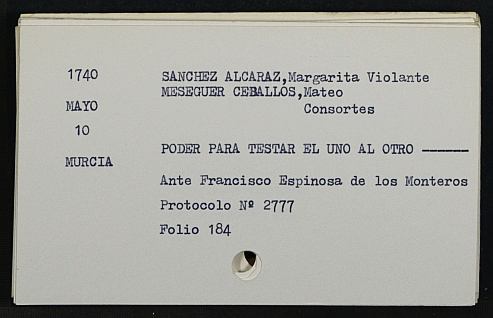 1740 SANCHEZ ALCARAZ,Margarita Violante
MESEGUER CEBALLOS,Mateo
MAYO Consortes
10
PODER PARA TESTAR EL UNO AL OTRO ------
MURCIA
Ante Francisco Espinosa de los Monteros
Protocolo Nº 2777
Folio 184